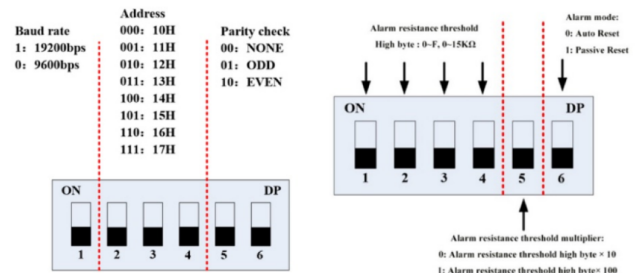 Baud rate
1: 19200bps
0: 9600bps
Address
000: 10H
001: 11H
010: 12H
011: 13H
100: 14H
101: 15H
110: 16H
111: 17H
Parity check
00: NONE
01: ODD
10: EVEN
ON DP
1 2 3 4 5 6
Alarm resistance threshold
High byte : 0~F, 0~15KΩ
Alarm mode:
0: Auto Reset
1: Passive Reset
ON DP
1 2 3 4 5 6
Alarm resistance threshold multiplier:
0: Alarm resistance threshold high byte × 10
1: Alarm resistance threshold high byte× 100